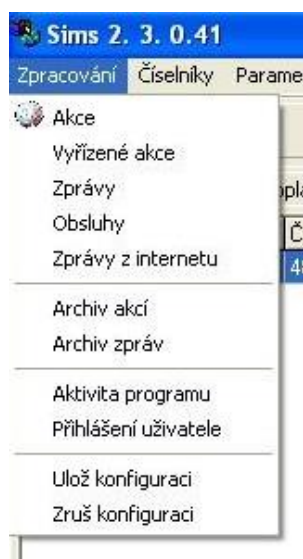 Sims 2. 3. 0.41
Zpracování Číselníky Parame
Akce
Vyřízené akce
Zprávy
Obsluhy
Zprávy z internetu
Archiv akcí
Archiv zpráv
Aktivita programu
Přihlášení uživatele
Ulož konfiguraci
Zruš konfiguraci